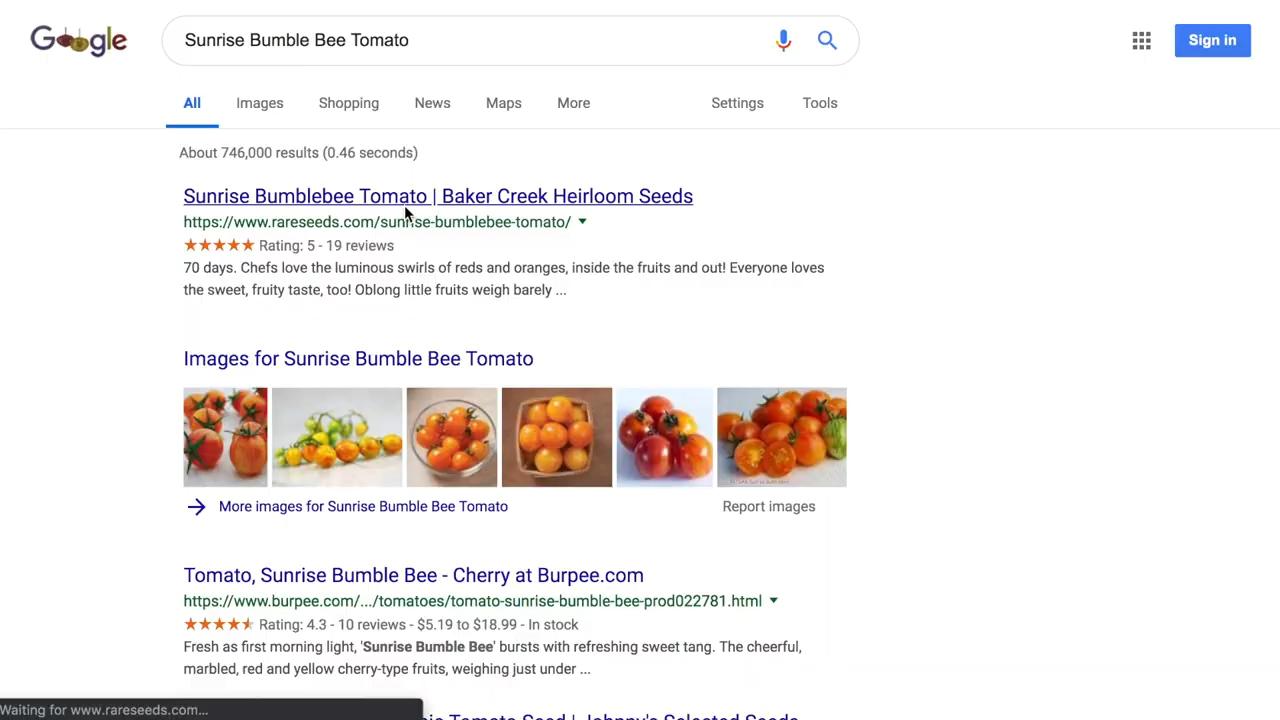 Google
Sunrise Bumble Bee Tomato
Sign in
All Images Shopping News Maps More Settings Tools
About 746,000 results (0.46 seconds)
Sunrise Bumblebee Tomato | Baker Creek Heirloom Seeds
https://www.rareseeds.com/sunrise-bumblebee-tomato/
Rating: 5 - 19 reviews
70 days. Chefs love the luminous swirls of reds and oranges, inside the fruits and out! Everyone loves
the sweet, fruity taste, too! Oblong little fruits weigh barely ...
Images for Sunrise Bumble Bee Tomato
More images for Sunrise Bumble Bee Tomato Report images
Tomato, Sunrise Bumble Bee - Cherry at Burpee.com
https://www.burpee.com/.../tomatoes/tomato-sunrise-bumble-bee-prod022781.html
Rating: 4.3 - 10 reviews - $5.19 to $18.99 - In stock
Fresh as first morning light, 'Sunrise Bumble Bee' bursts with refreshing sweet tang. The cheerful,
marbled, red and yellow cherry-type fruits, weighing just under ...
Waiting for www.rareseeds.com...
Tomato Seed | Johnny's Selected Seeds